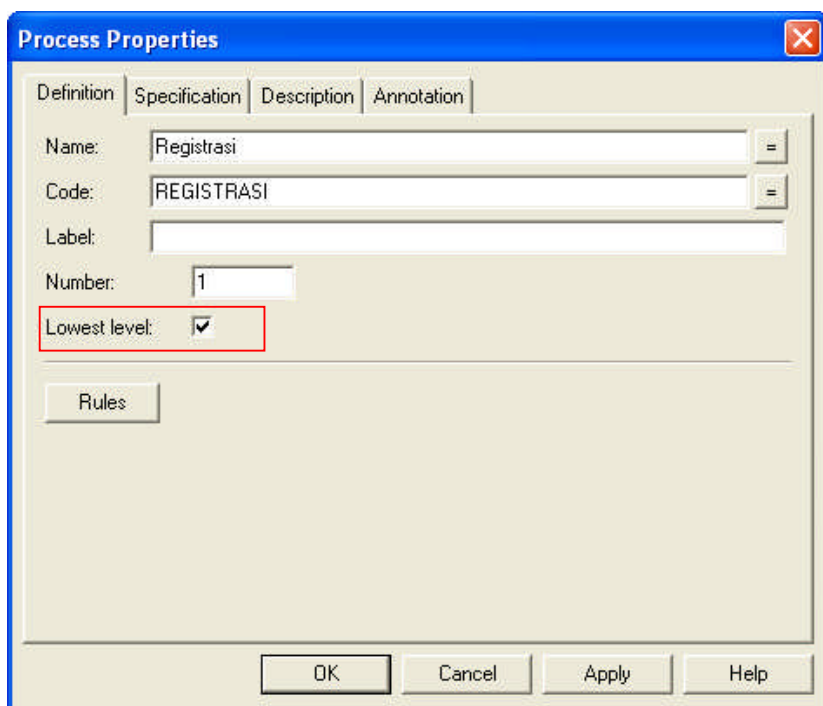 Process Properties
Definition Specification Description Annotation
Name: Registrasi =
Code: REGISTRASI =
Label:
Number: 1
Lowest level:
Rules
OK Cancel Apply Help